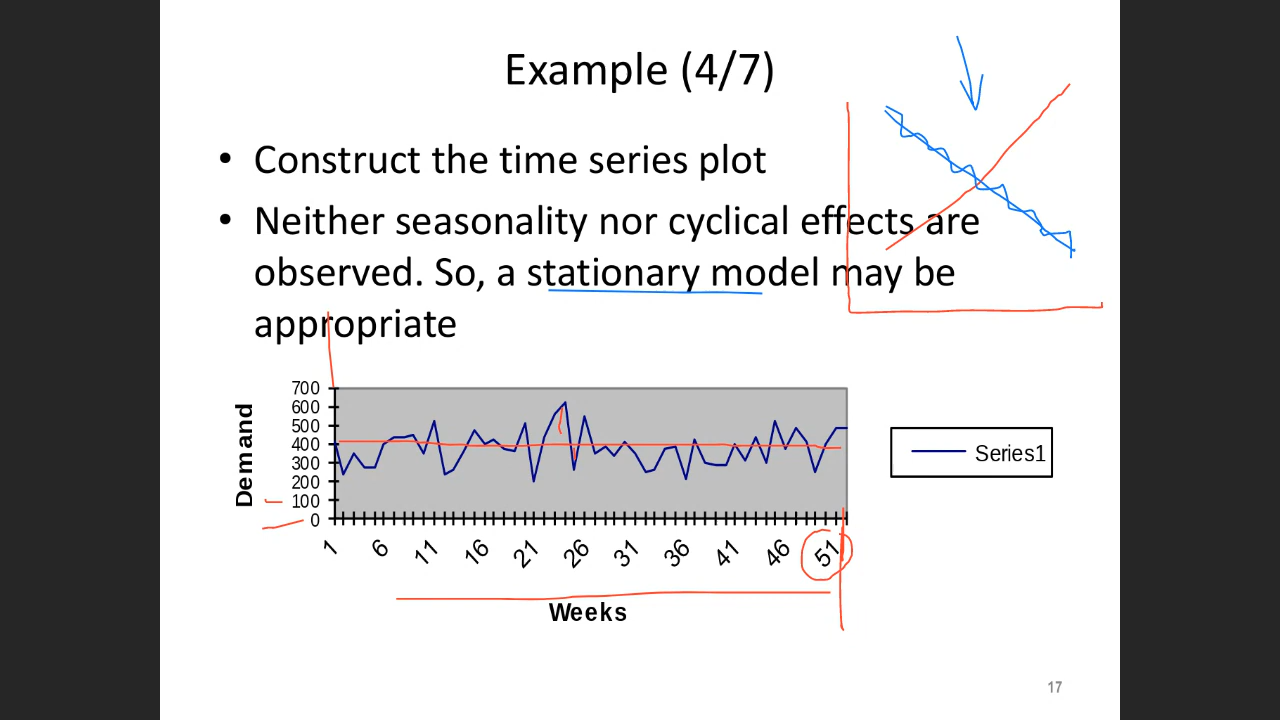 Example (4/7)
• Construct the time series plot
• Neither seasonality nor cyclical effects are
observed. So, a stationary model may be
appropriate
700
600
500
400
300
200
100
0
Demand
1 6 11 16 21 26 31 36 41 46 51
Weeks
Series1
17